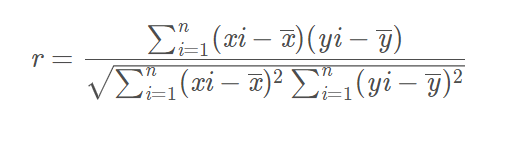 r = \frac{\sum_{i=1}^{n}(xi - \overline{x})(yi - \overline{y})}{\sqrt{\sum_{i=1}^{n}(xi - \overline{x})^2 \sum_{i=1}^{n}(yi - \overline{y})^2}}